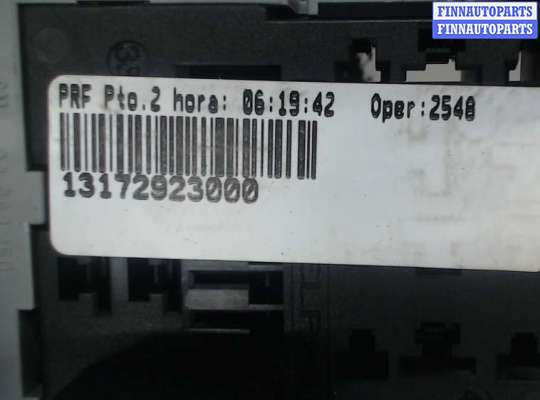 FINNAUTOPARTS
FINNAUTOPARTS
PRF Pto.2 hora: 06:19:42 Oper:2548
13172923000